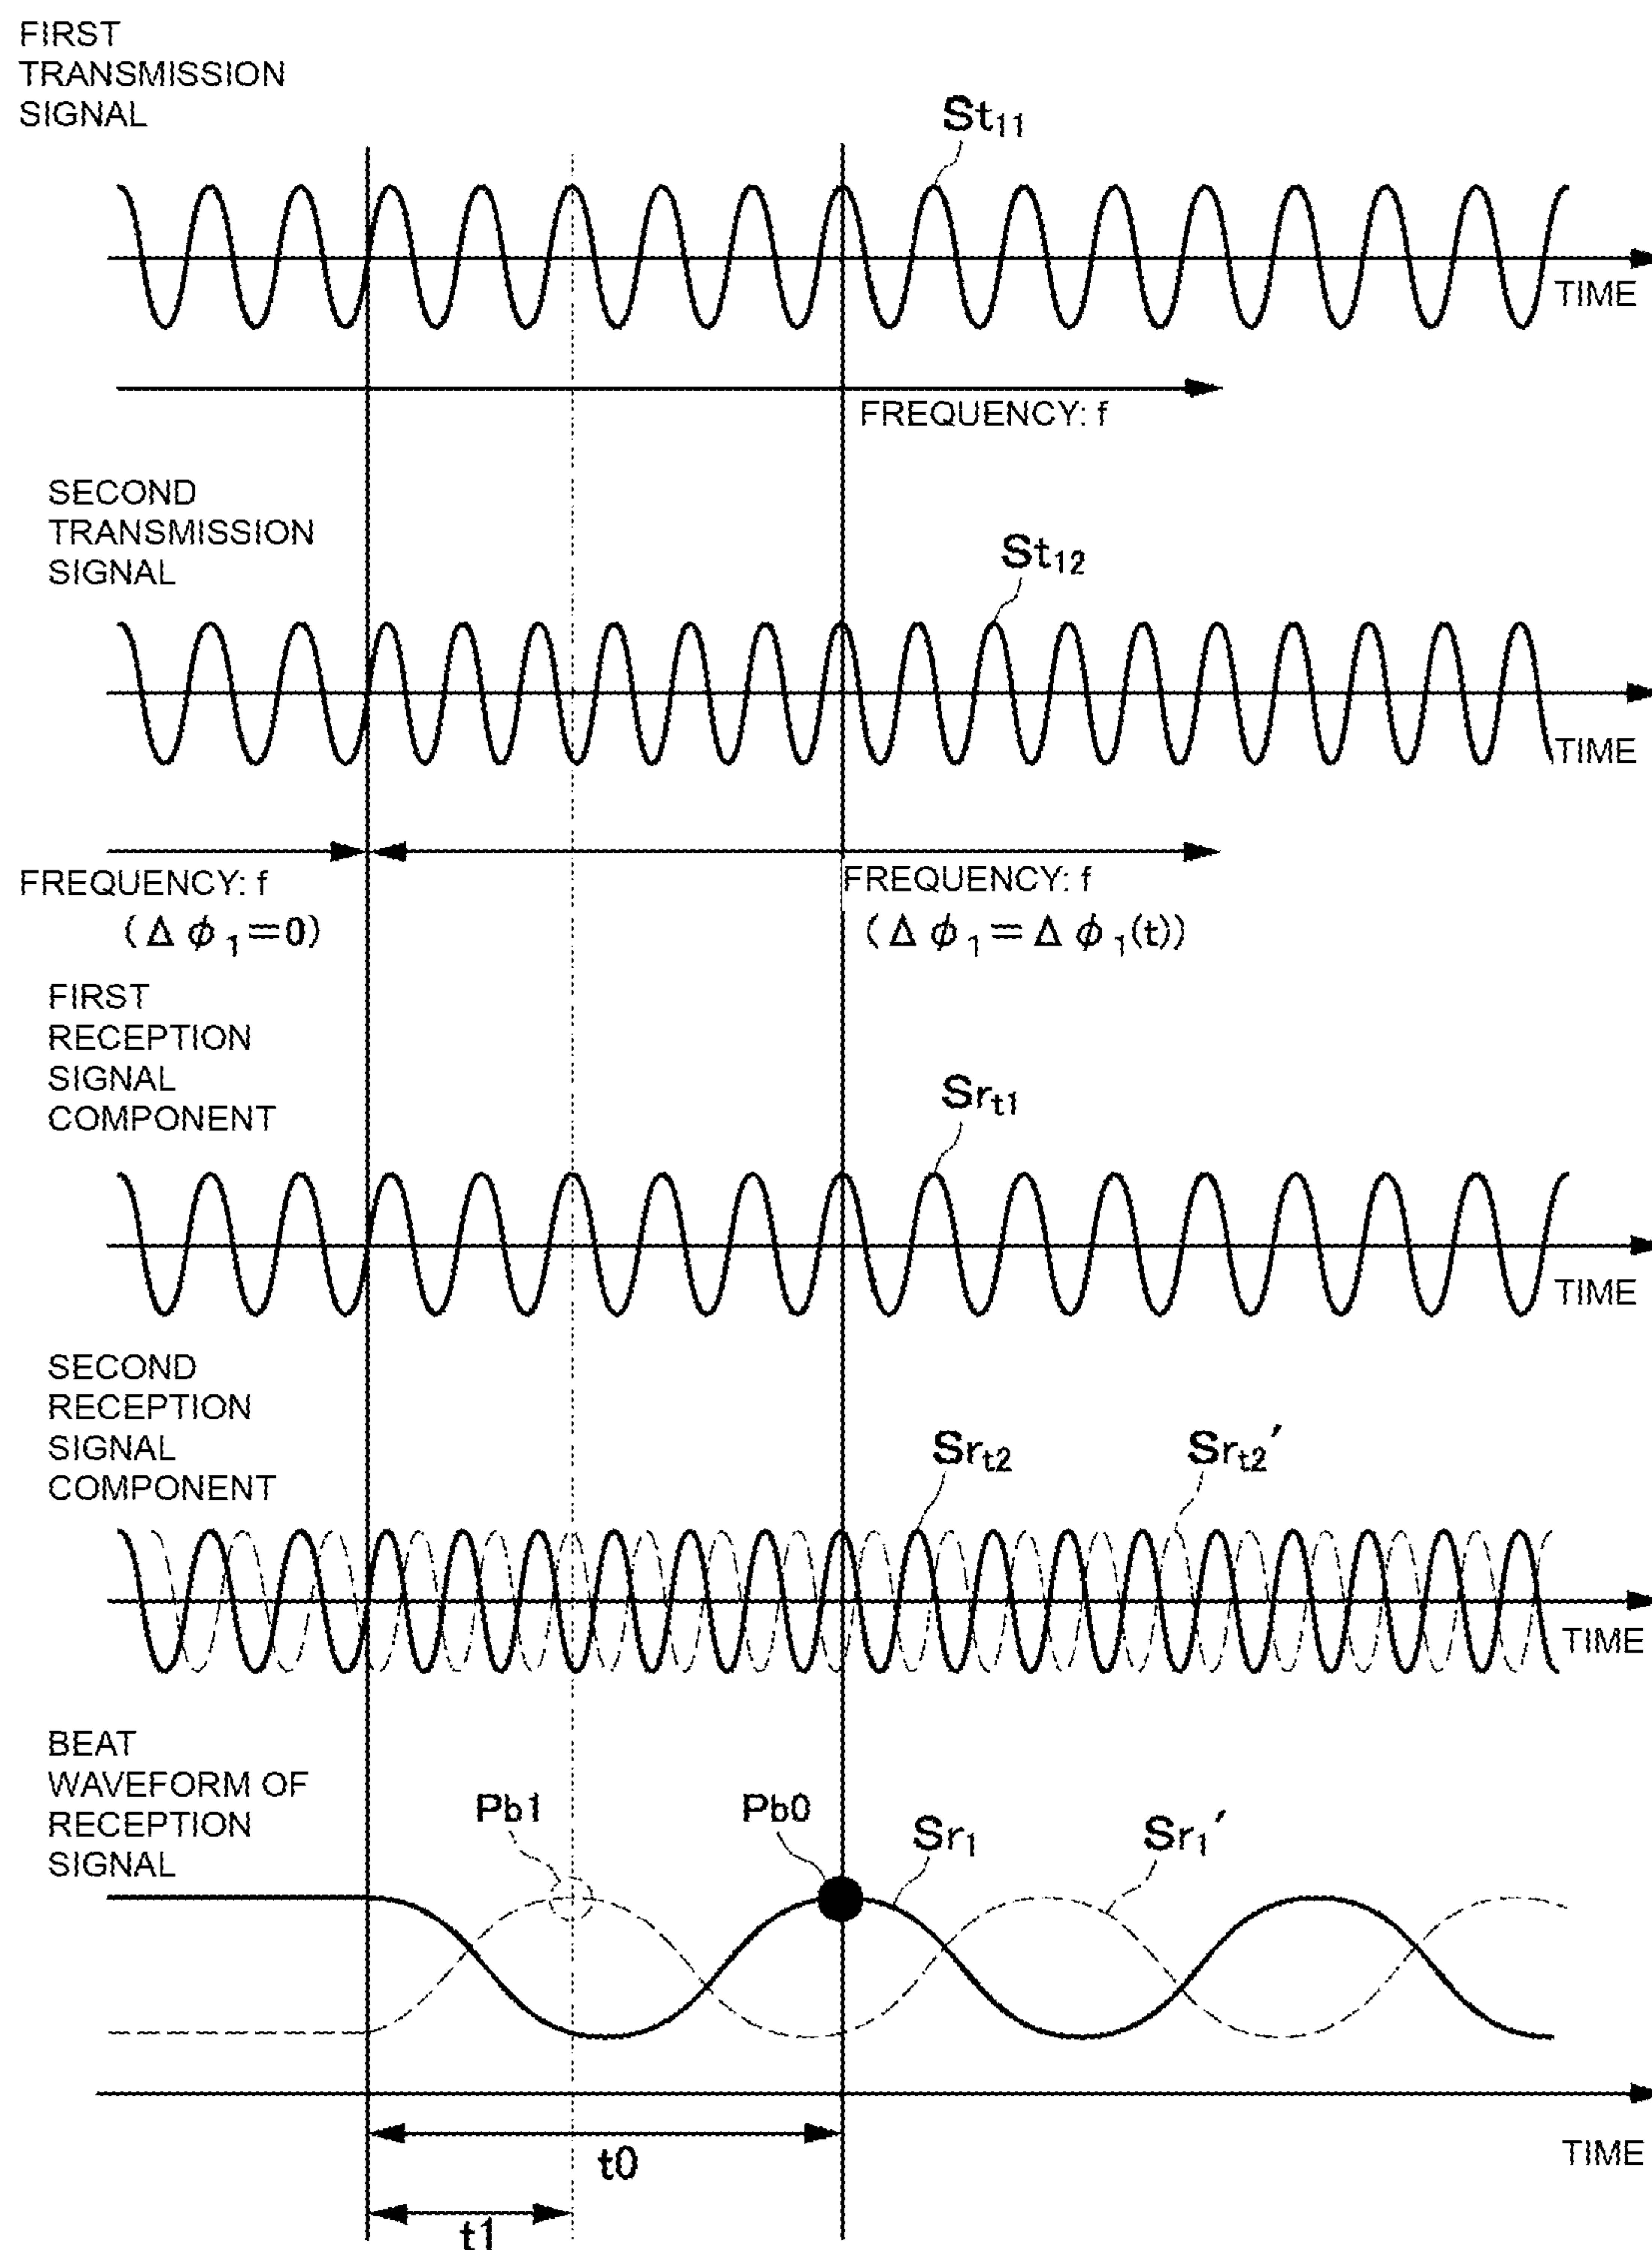 FIRST
TRANSMISSION
SIGNAL
St₁₁
TIME
FREQUENCY: f
SECOND
TRANSMISSION
SIGNAL
St₁₂
TIME
FREQUENCY: f
(Δϕ₁=0)
FREQUENCY: f
(Δϕ₁=Δϕ₁(t))
FIRST
RECEPTION
SIGNAL
COMPONENT
Srₜ₁
TIME
SECOND
RECEPTION
SIGNAL
COMPONENT
Srₜ₂
Srₜ₂′
TIME
BEAT
WAVEFORM OF
RECEPTION
SIGNAL
Pb1
Pb0
Sr₁
Sr₁′
t0
TIME
t1